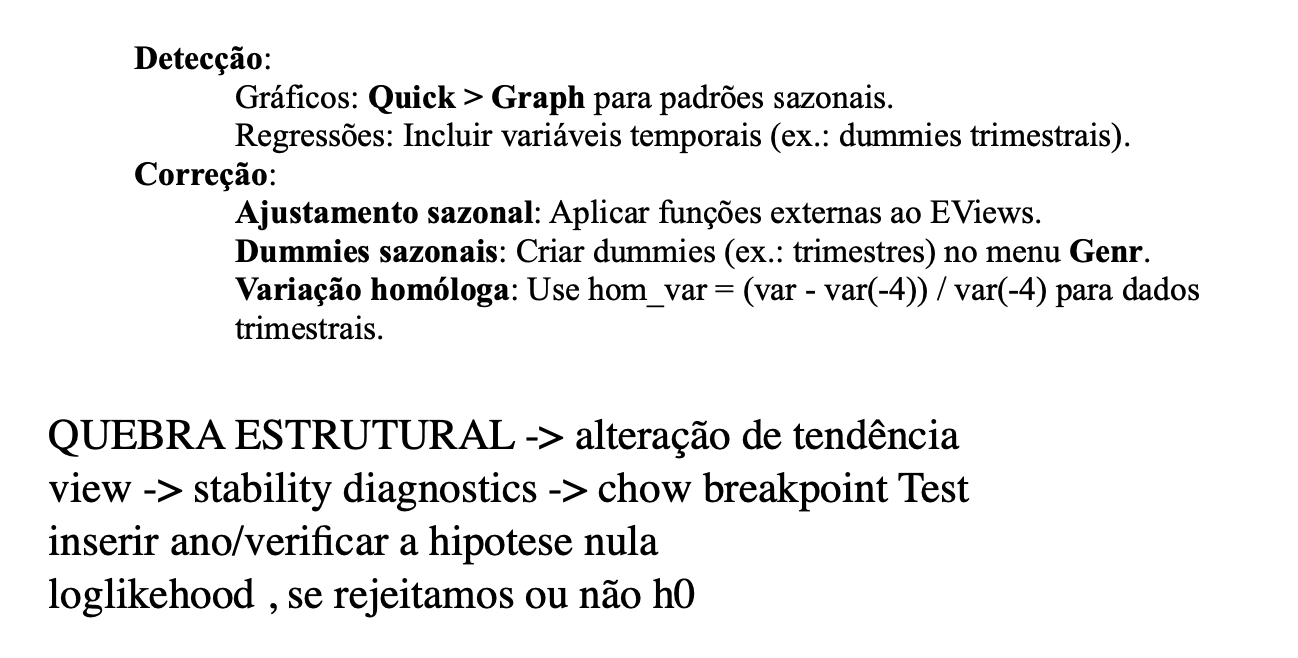 Detecção:
Gráficos: Quick > Graph para padrões sazonais.
Regressões: Incluir variáveis temporais (ex.: dummies trimestrais).
Correção:
Ajustamento sazonal: Aplicar funções externas ao EViews.
Dummies sazonais: Criar dummies (ex.: trimestres) no menu Genr.
Variação homóloga: Use hom_var = (var - var(-4)) / var(-4) para dados
trimestrais.
QUEBRA ESTRUTURAL -> alteração de tendência
view -> stability diagnostics -> chow breakpoint Test
inserir ano/verificar a hipotese nula
loglikehood , se rejeitamos ou não h0